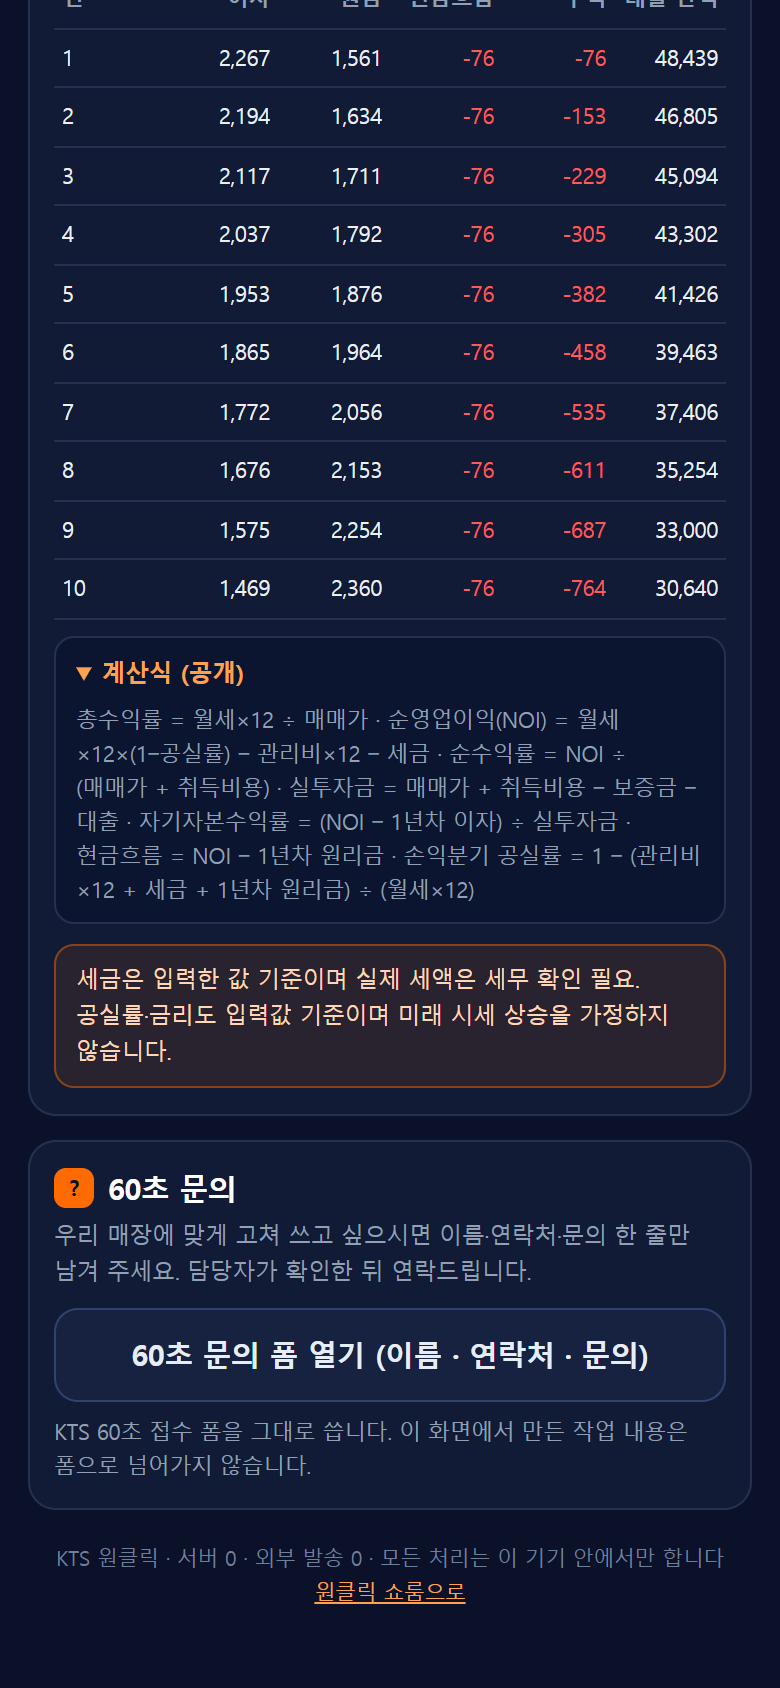 1 2,267 1,561 -76 -76 48,439
2 2,194 1,634 -76 -153 46,805
3 2,117 1,711 -76 -229 45,094
4 2,037 1,792 -76 -305 43,302
5 1,953 1,876 -76 -382 41,426
6 1,865 1,964 -76 -458 39,463
7 1,772 2,056 -76 -535 37,406
8 1,676 2,153 -76 -611 35,254
9 1,575 2,254 -76 -687 33,000
10 1,469 2,360 -76 -764 30,640
▼ 계산식 (공개)
총수익률 = 월세×12 ÷ 매매가 · 순영업이익(NOI) = 월세
×12×(1−공실률) − 관리비×12 − 세금 · 순수익률 = NOI ÷
(매매가 + 취득비용) · 실투자금 = 매매가 + 취득비용 − 보증금 −
대출 · 자기자본수익률 = (NOI − 1년차 이자) ÷ 실투자금 ·
현금흐름 = NOI − 1년차 원리금 · 손익분기 공실률 = 1 − (관리비
×12 + 세금 + 1년차 원리금) ÷ (월세×12)
세금은 입력한 값 기준이며 실제 세액은 세무 확인 필요.
공실률·금리도 입력값 기준이며 미래 시세 상승을 가정하지
않습니다.
? 60초 문의
우리 매장에 맞게 고쳐 쓰고 싶으시면 이름·연락처·문의 한 줄만
남겨 주세요. 담당자가 확인한 뒤 연락드립니다.
60초 문의 폼 열기 (이름 · 연락처 · 문의)
KTS 60초 접수 폼을 그대로 씁니다. 이 화면에서 만든 작업 내용은
폼으로 넘어가지 않습니다.
KTS 원클릭 · 서버 0 · 외부 발송 0 · 모든 처리는 이 기기 안에서만 합니다
원클릭 쇼룸으로